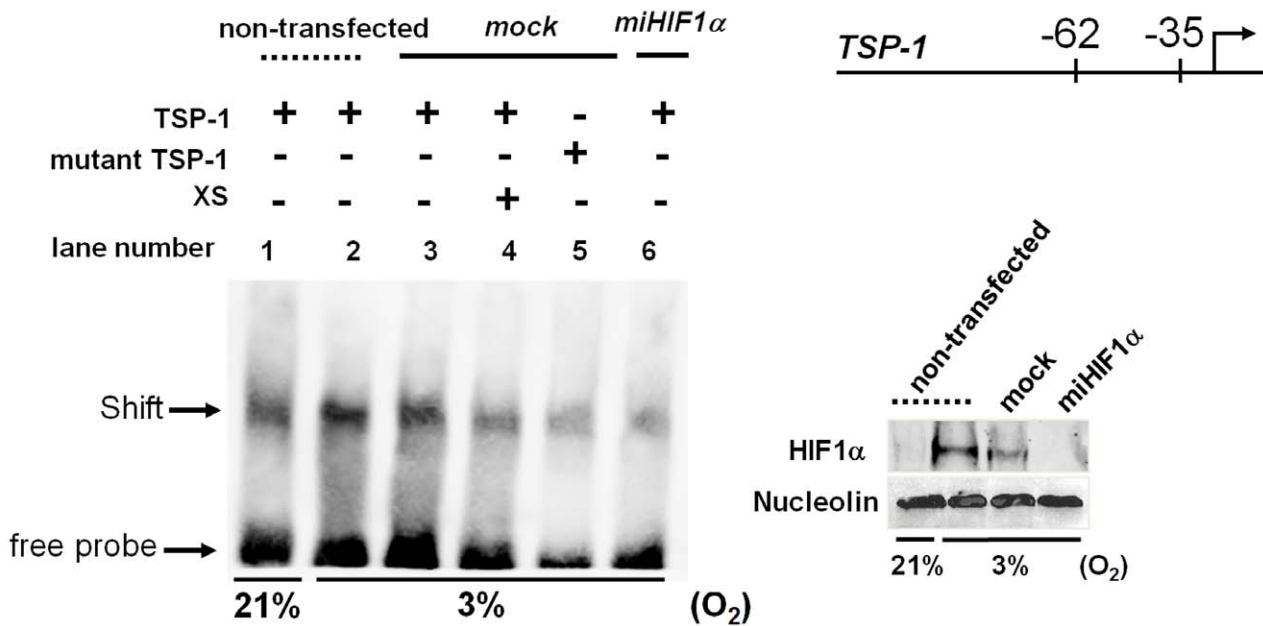 non-transfected mock miHIF1α
TSP-1 + + + + - +
mutant TSP-1 - - - - + -
XS - - - + - -
lane number 1 2 3 4 5 6
Shift
free probe
21% 3% (O2)
TSP-1 -62 -35
non-transfected mock miHIF1α
HIF1α
Nucleolin
21% 3% (O2)